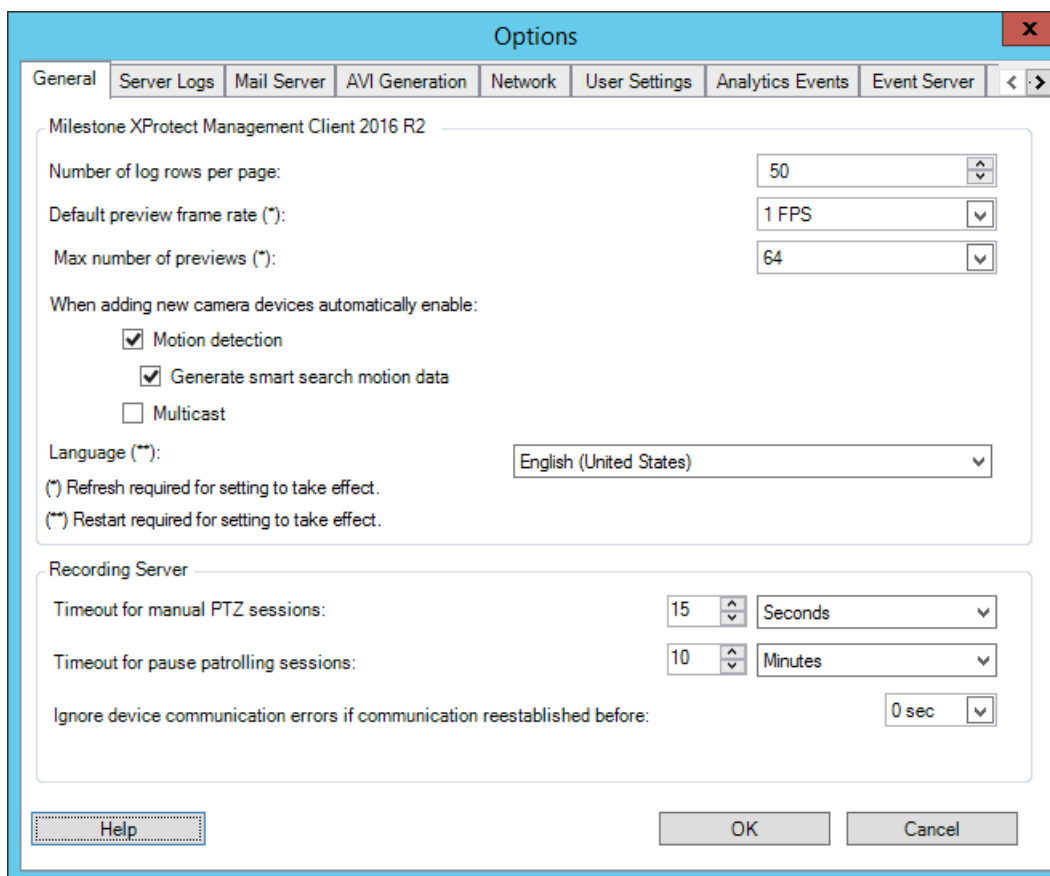 Options
x
General Server Logs Mail Server AVI Generation Network User Settings Analytics Events Event Server
Milestone XProtect Management Client 2016 R2
Number of log rows per page: 50
Default preview frame rate (*): 1 FPS
Max number of previews (*): 64
When adding new camera devices automatically enable:
Motion detection
Generate smart search motion data
Multicast
Language (**): English (United States)
(*) Refresh required for setting to take effect.
(**) Restart required for setting to take effect.
Recording Server
Timeout for manual PTZ sessions: 15 Seconds
Timeout for pause patrolling sessions: 10 Minutes
Ignore device communication errors if communication reestablished before: 0 sec
Help OK Cancel